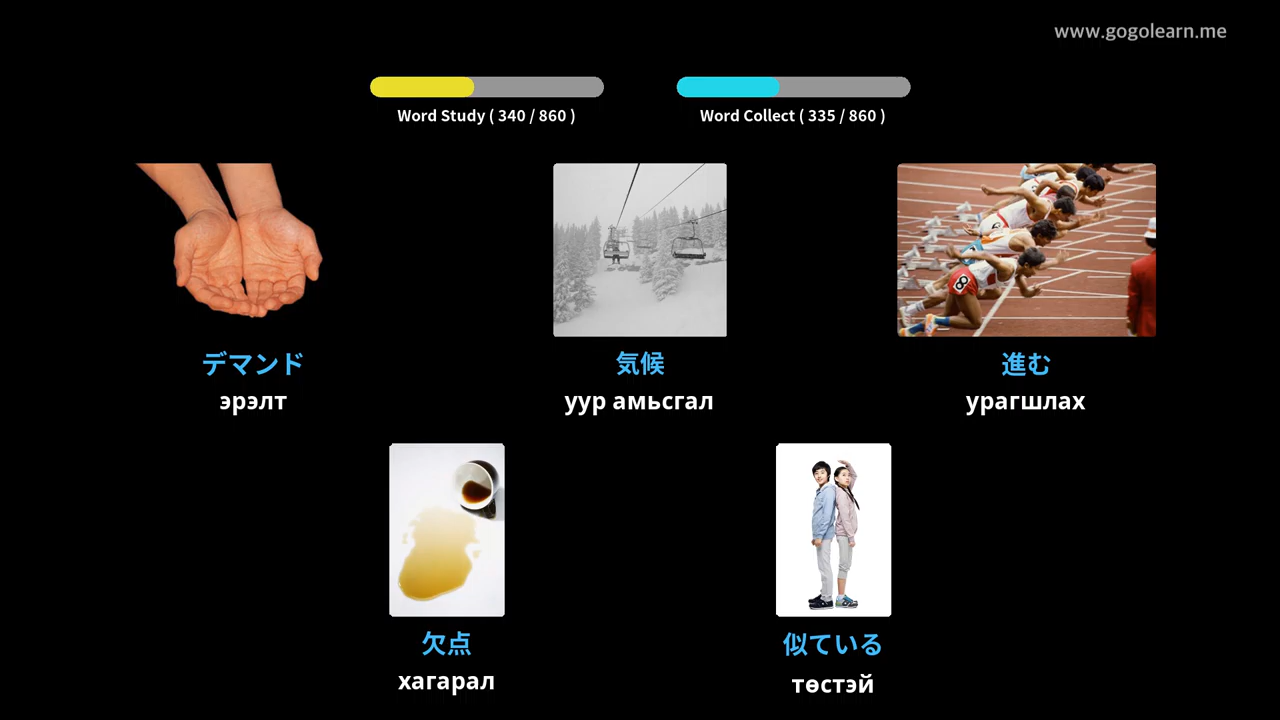 www.gogolearn.me
Word Study ( 340 / 860 )
Word Collect ( 335 / 860 )
デマンド
эрэлт
気候
уур амьсгал
進む
урагшлах
欠点
хагарал
似ている
төстэй